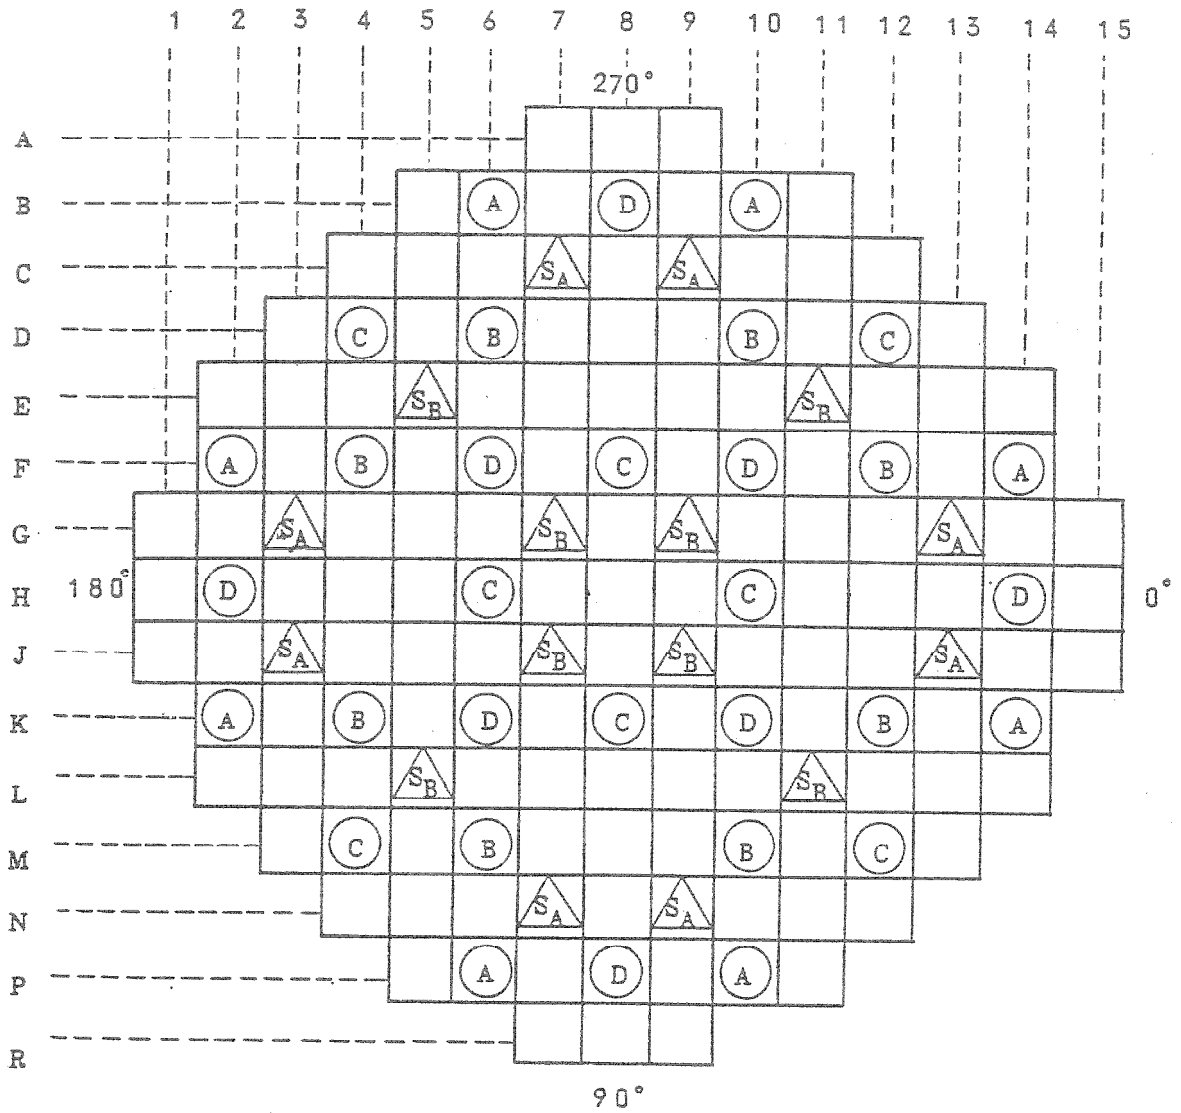 1 2 3 4 5 6 7 8 9 10 11 12 13 14 15
270°
A
B A D A
C SA SA
D C B B C
E SB SB
F A B D C D B A
G SA SB SB SA
180° H D C C D 0°
J SA SB SB SA
K A B D C D B A
L SB SB
M C B B C
N SA SA
P A D A
R
90°